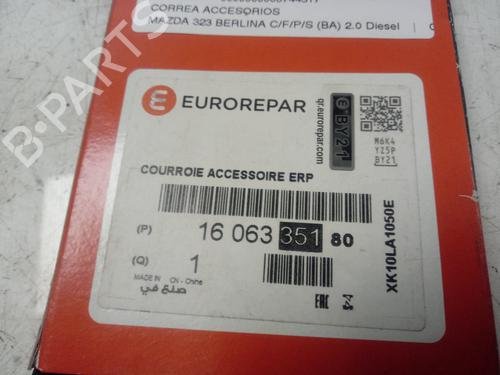 CORREA ACCESORIOS
MAZDA 323 BERLINA C/F/P/S (BA) 2.0 Diesel
EUROREPAR
qr.eurorepar.com
BY21
M6K4
YZ5P
BY21
COURROIE ACCESSOIRE ERP
(P) 16 063 351 80
(Q) 1
MADE IN CN - Chine
صنع في
EAC
XK10LA1050E
B-PARTS